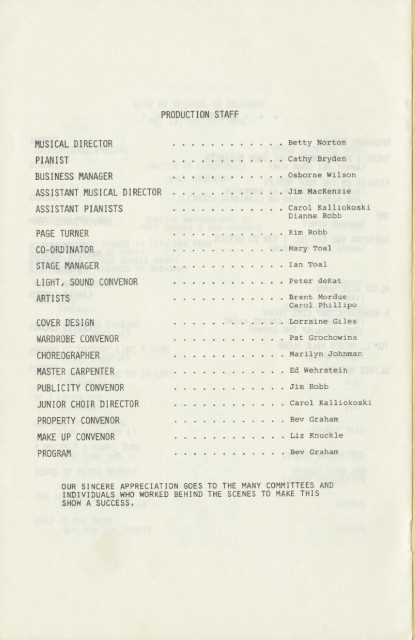 PRODUCTION STAFF
MUSICAL DIRECTOR . . . . . . . . . . . . Betty Norton
PIANIST . . . . . . . . . . . . Cathy Bryden
BUSINESS MANAGER . . . . . . . . . . . . Osborne Wilson
ASSISTANT MUSICAL DIRECTOR . . . . . . . . . . . . Jim MacKenzie
ASSISTANT PIANISTS . . . . . . . . . . . . Carol Kalliokoski
Dianne Robb
PAGE TURNER . . . . . . . . . . . . Kim Robb
CO-ORDINATOR . . . . . . . . . . . . Mary Toal
STAGE MANAGER . . . . . . . . . . . . Ian Toal
LIGHT, SOUND CONVENOR . . . . . . . . . . . . Peter deKat
ARTISTS . . . . . . . . . . . . Brent Mordue
Carol Phillipo
COVER DESIGN . . . . . . . . . . . . Lorraine Giles
WARDROBE CONVENOR . . . . . . . . . . . . Pat Grochowina
CHOREOGRAPHER . . . . . . . . . . . . Marilyn Johnman
MASTER CARPENTER . . . . . . . . . . . . Ed Wehrstein
PUBLICITY CONVENOR . . . . . . . . . . . . Jim Robb
JUNIOR CHOIR DIRECTOR . . . . . . . . . . . . Carol Kalliokoski
PROPERTY CONVENOR . . . . . . . . . . . . Bev Graham
MAKE UP CONVENOR . . . . . . . . . . . . Liz Knuckle
PROGRAM . . . . . . . . . . . . Bev Graham
OUR SINCERE APPRECIATION GOES TO THE MANY COMMITTEES AND
INDIVIDUALS WHO WORKED BEHIND THE SCENES TO MAKE THIS
SHOW A SUCCESS.